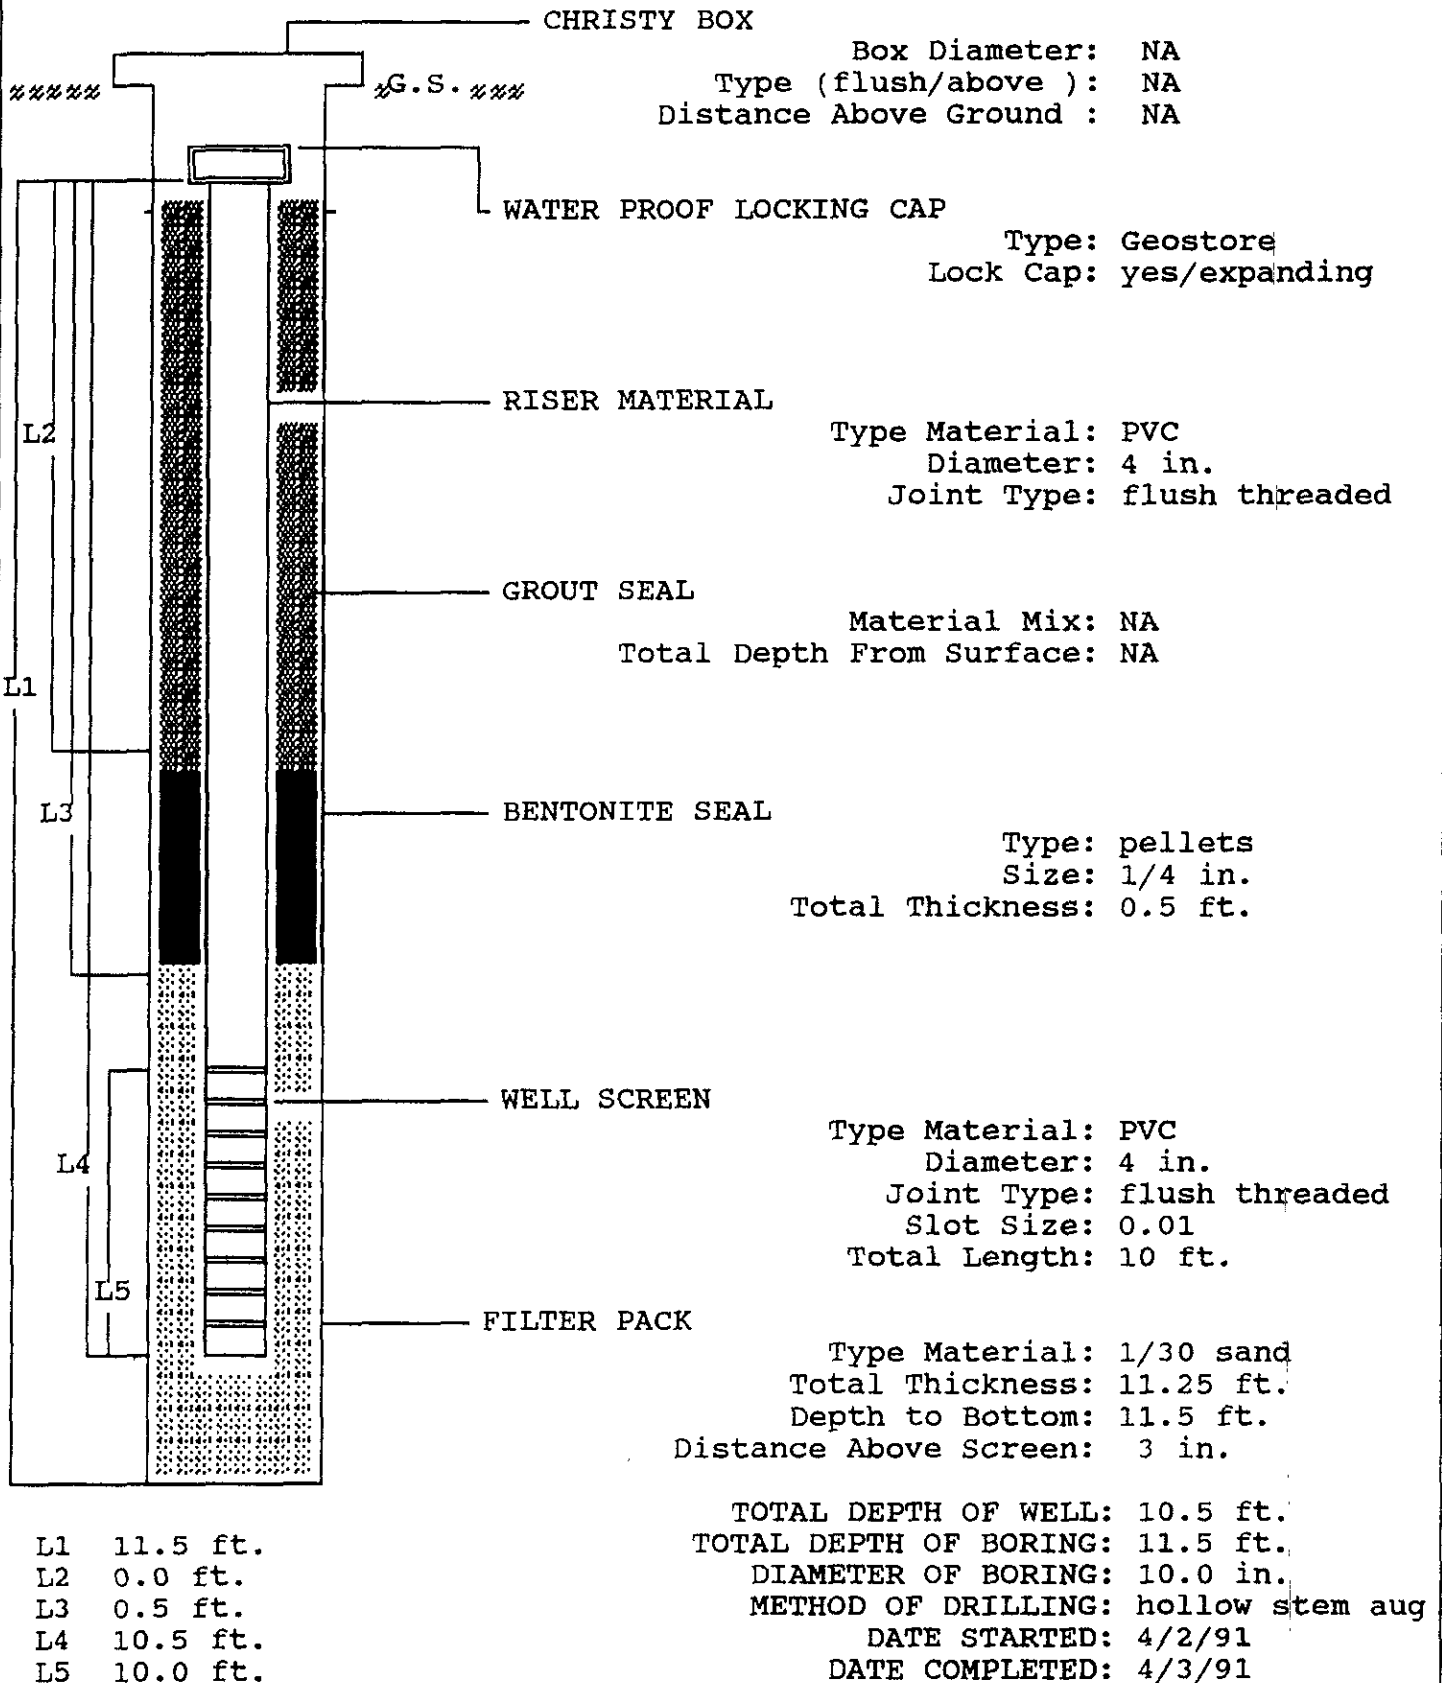 CHRISTY BOX
Box Diameter: NA
Type (flush/above ): NA
G.S.
Distance Above Ground : NA
WATER PROOF LOCKING CAP
Type: Geostore
Lock Cap: yes/expanding
RISER MATERIAL
Type Material: PVC
L2
Diameter: 4 in.
Joint Type: flush threaded
GROUT SEAL
Material Mix: NA
Total Depth From Surface: NA
L1
BENTONITE SEAL
L3
Type: pellets
Size: 1/4 in.
Total Thickness: 0.5 ft.
WELL SCREEN
Type Material: PVC
L4
Diameter: 4 in.
Joint Type: flush threaded
Slot Size: 0.01
Total Length: 10 ft.
L5
FILTER PACK
Type Material: 1/30 sand
Total Thickness: 11.25 ft.
Depth to Bottom: 11.5 ft.
Distance Above Screen: 3 in.
TOTAL DEPTH OF WELL: 10.5 ft.
TOTAL DEPTH OF BORING: 11.5 ft.
DIAMETER OF BORING: 10.0 in.
METHOD OF DRILLING: hollow stem aug
DATE STARTED: 4/2/91
DATE COMPLETED: 4/3/91
L1 11.5 ft.
L2 0.0 ft.
L3 0.5 ft.
L4 10.5 ft.
L5 10.0 ft.